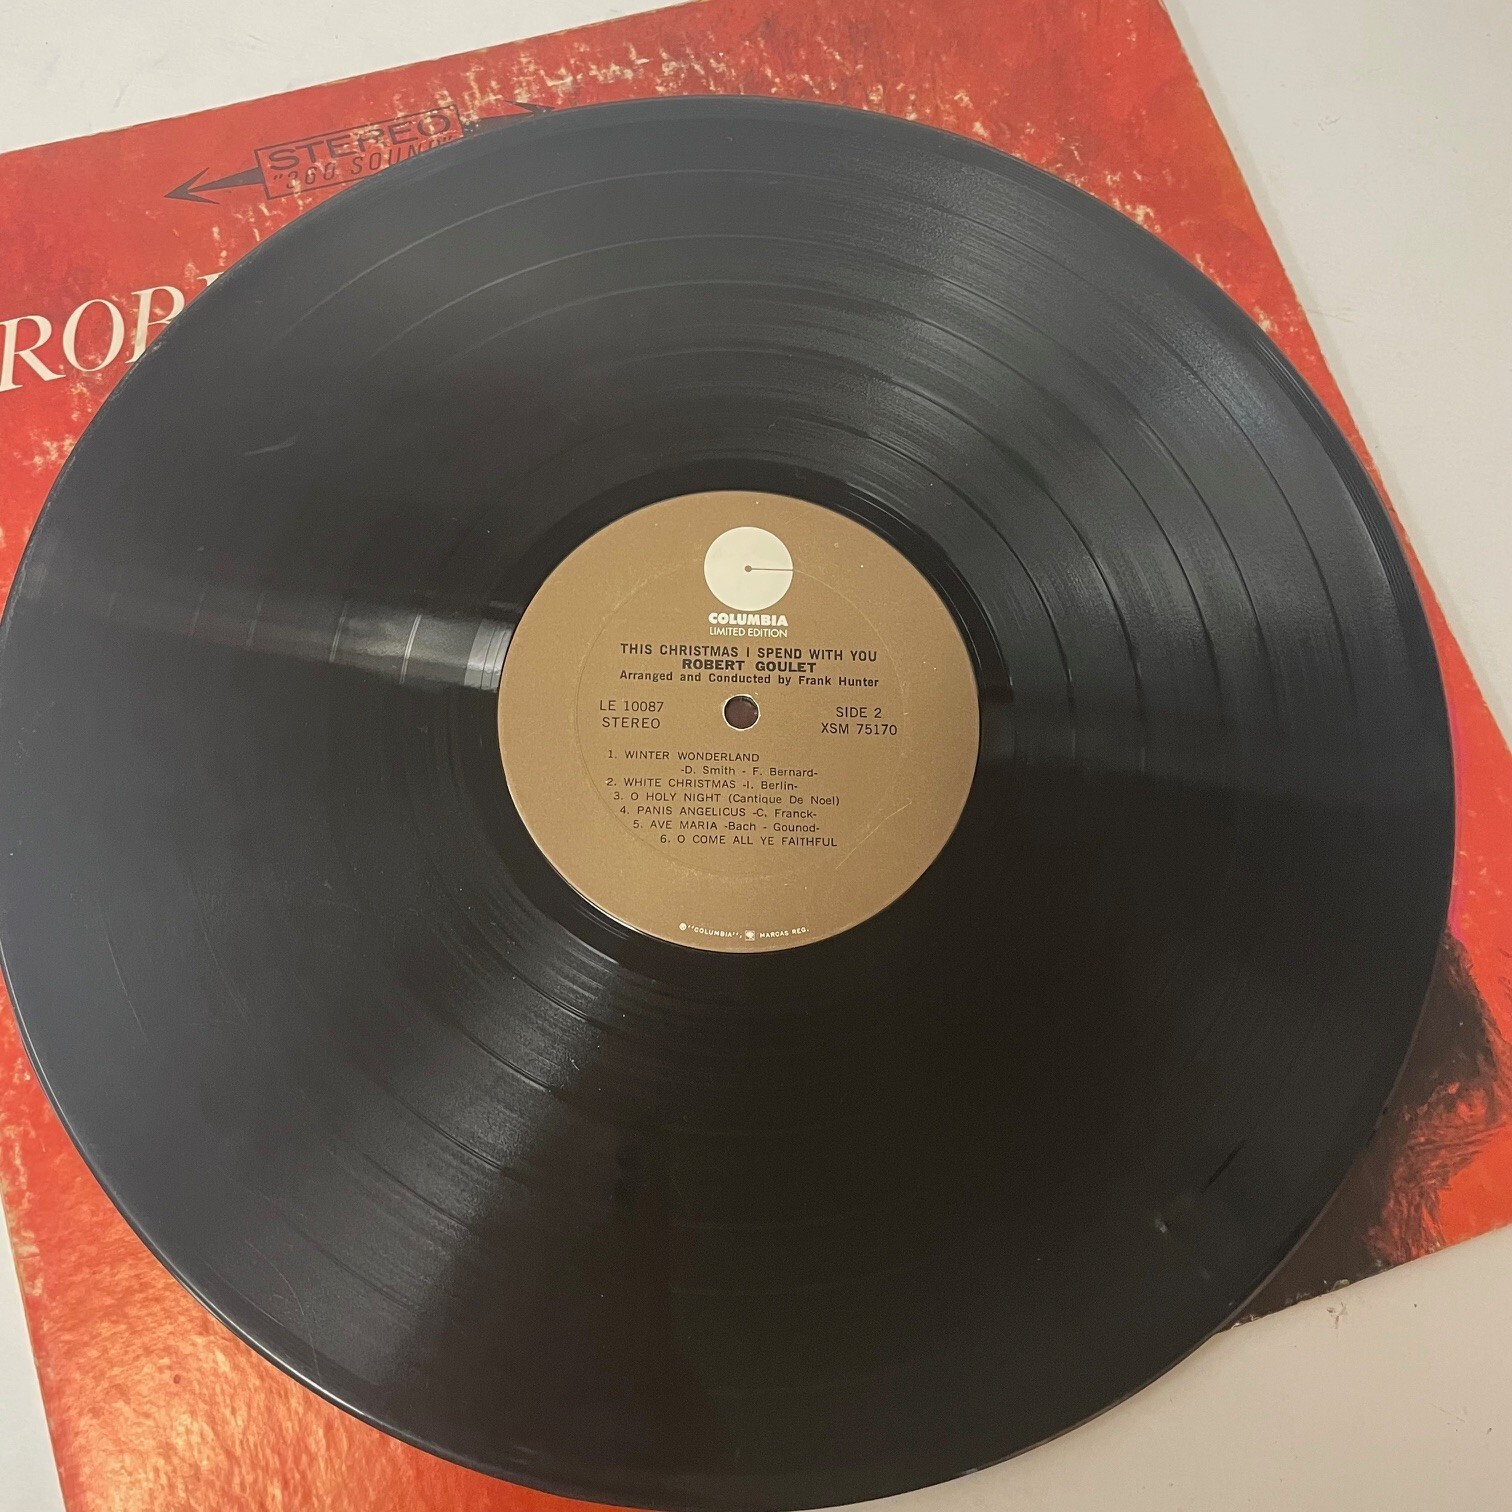 STEREO
"360 SOUND"
ROB
COLUMBIA
LIMITED EDITION
THIS CHRISTMAS I SPEND WITH YOU
ROBERT GOULET
Arranged and Conducted by Frank Hunter
LE 10087
STEREO
SIDE 2
XSM 75170
1. WINTER WONDERLAND
-D. Smith - F. Bernard-
2. WHITE CHRISTMAS -I. Berlin-
3. O HOLY NIGHT (Cantique De Noel)
4. PANIS ANGELICUS -C. Franck-
5. AVE MARIA -Bach - Gounod-
6. O COME ALL YE FAITHFUL
® "COLUMBIA", MARCAS REG.